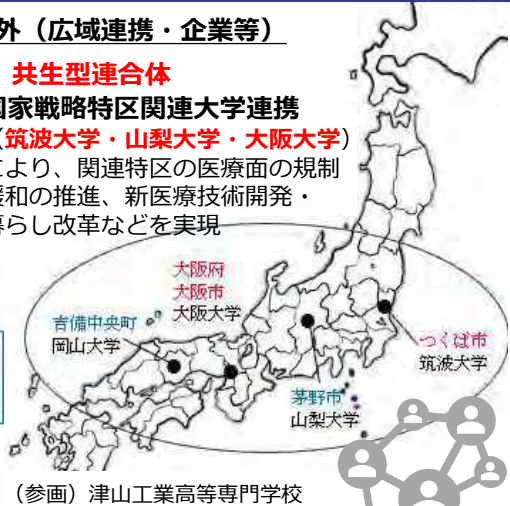 外（広域連携・企業等）
共生型連合体
国家戦略特区関連大学連携
（筑波大学・山梨大学・大阪大学）
により、関連特区の医療面の規制
緩和の推進、新医療技術開発・
暮らし改革などを実現
大阪府
大阪市
大阪大学
吉備中央町
岡山大学
つくば市
筑波大学
茅野市
山梨大学
（参画）津山工業高等専門学校